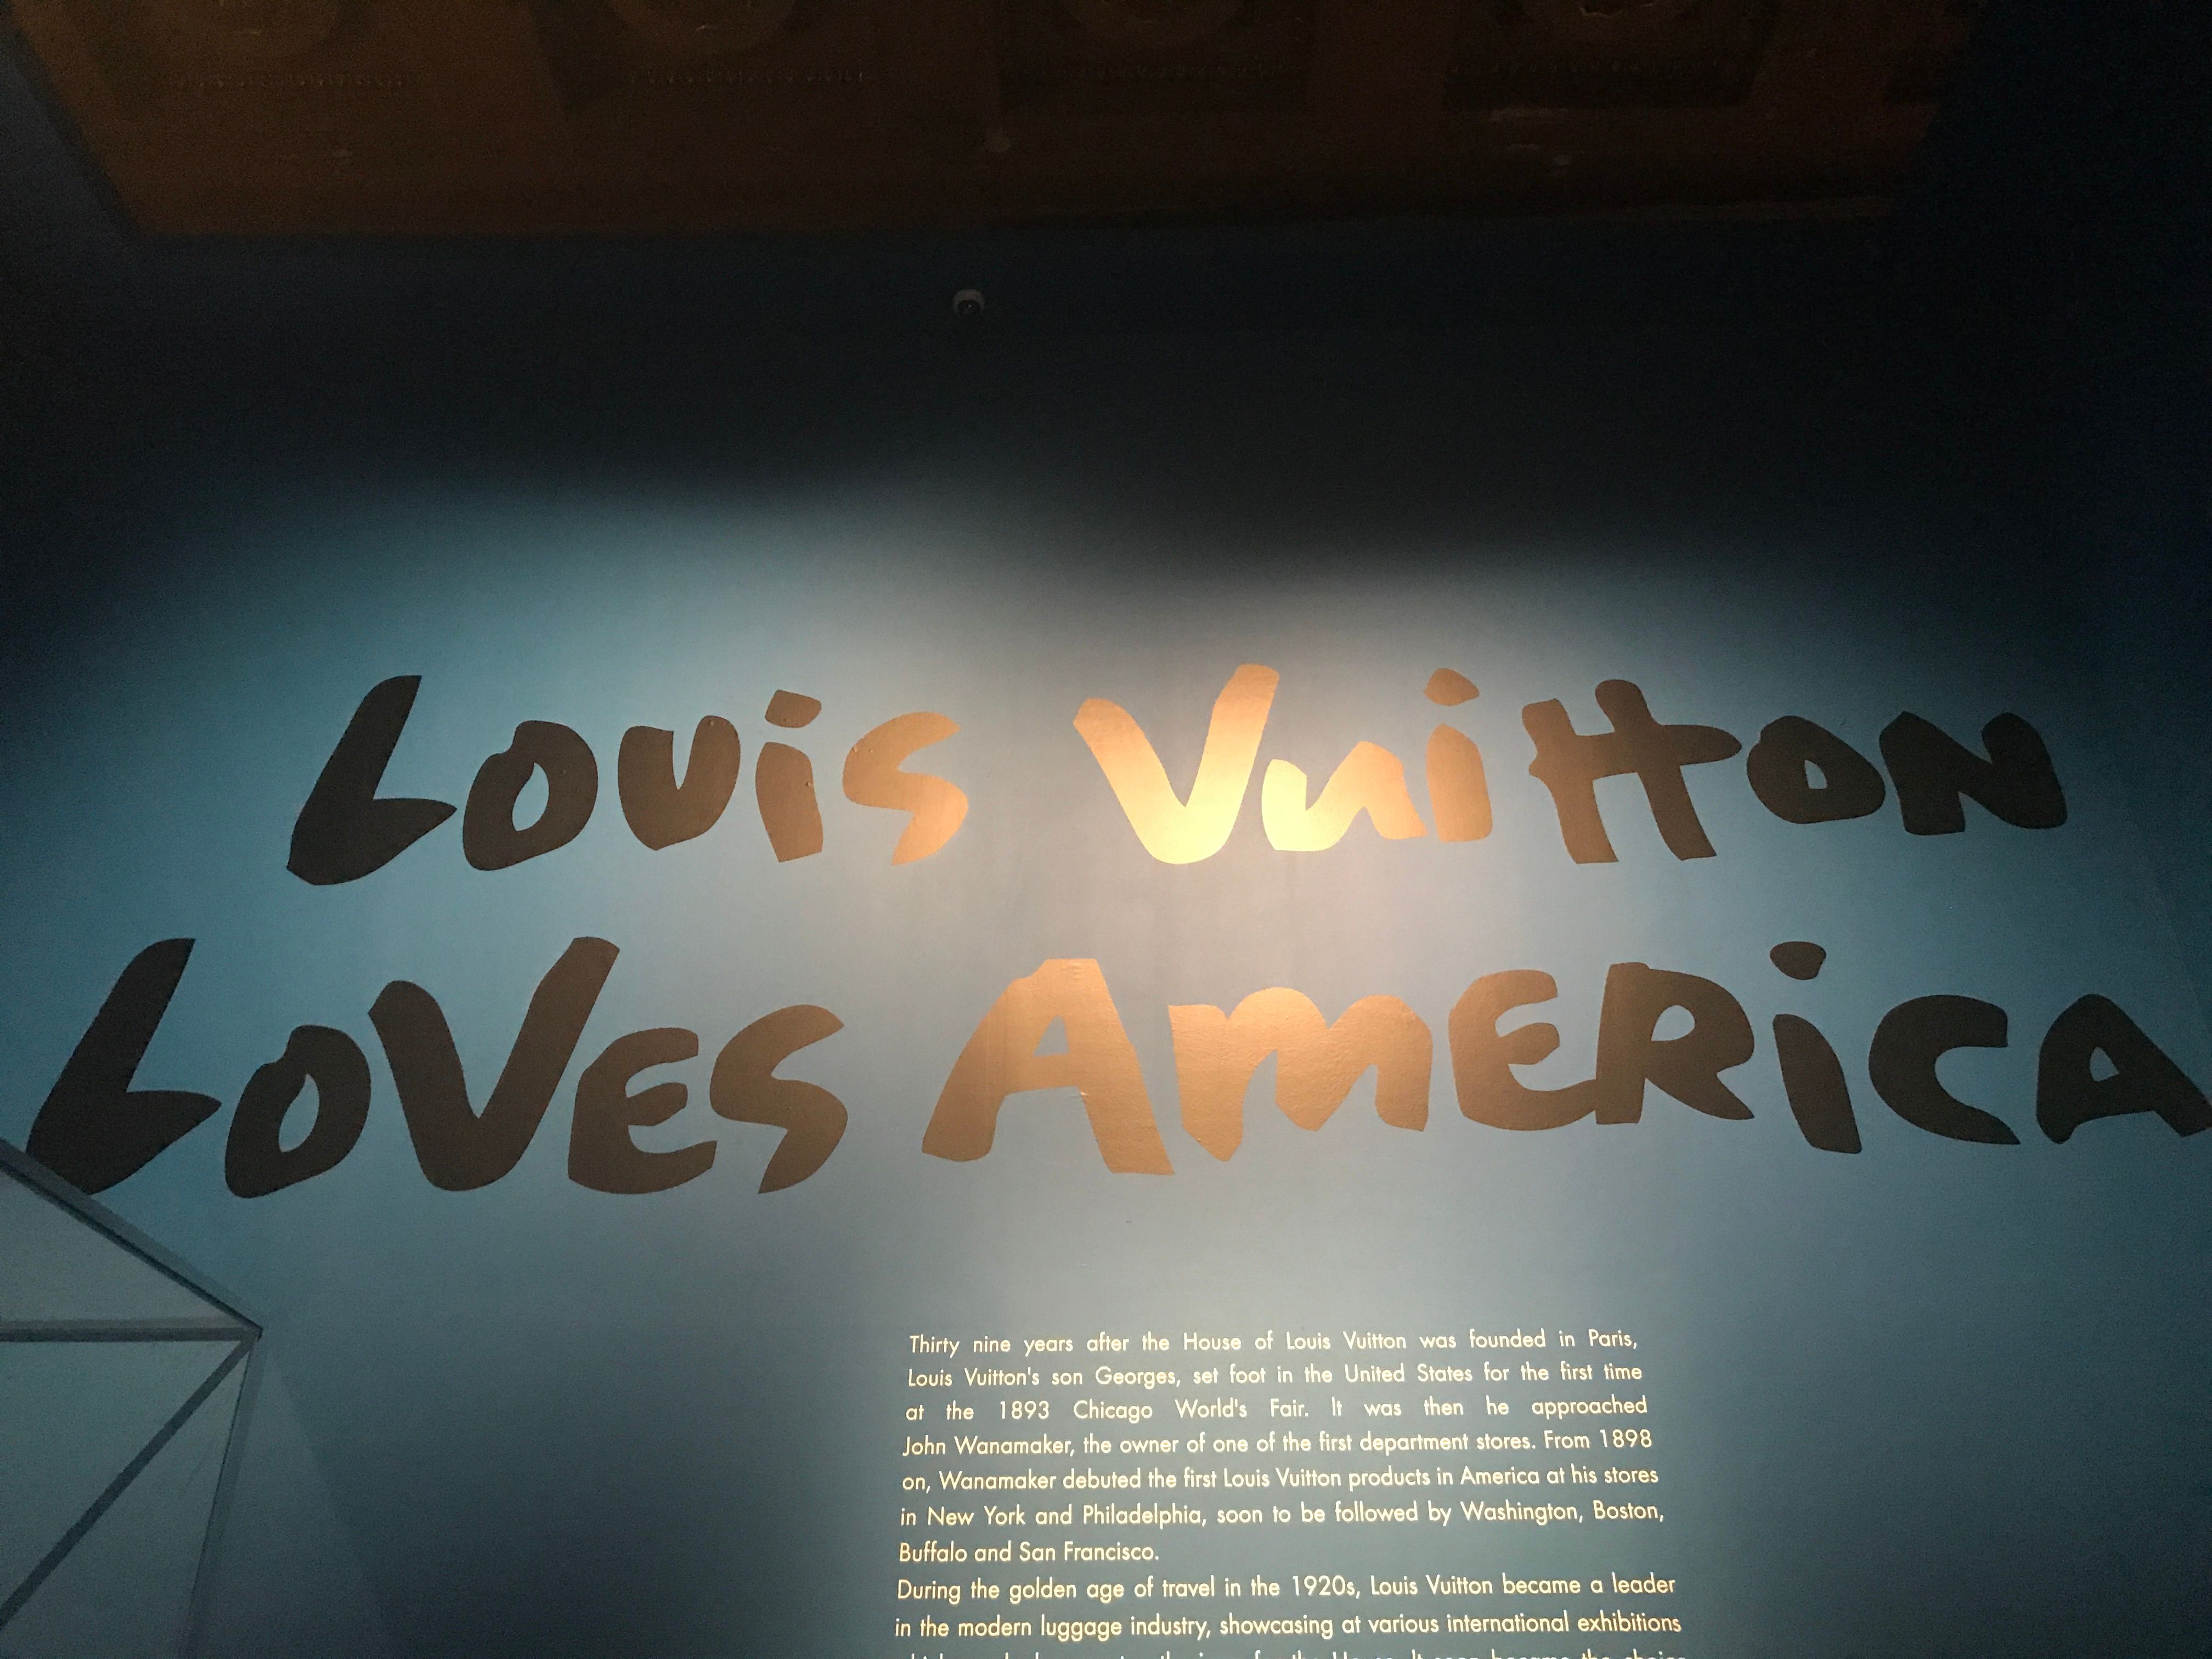 Louis Vuitton
Loves America
Thirty nine years after the House of Louis Vuitton was founded in Paris,
Louis Vuitton's son Georges, set foot in the United States for the first time
at the 1893 Chicago World's Fair. It was then he approached
John Wanamaker, the owner of one of the first department stores. From 1898
on, Wanamaker debuted the first Louis Vuitton products in America at his stores
in New York and Philadelphia, soon to be followed by Washington, Boston,
Buffalo and San Francisco.
During the golden age of travel in the 1920s, Louis Vuitton became a leader
in the modern luggage industry, showcasing at various international exhibitions